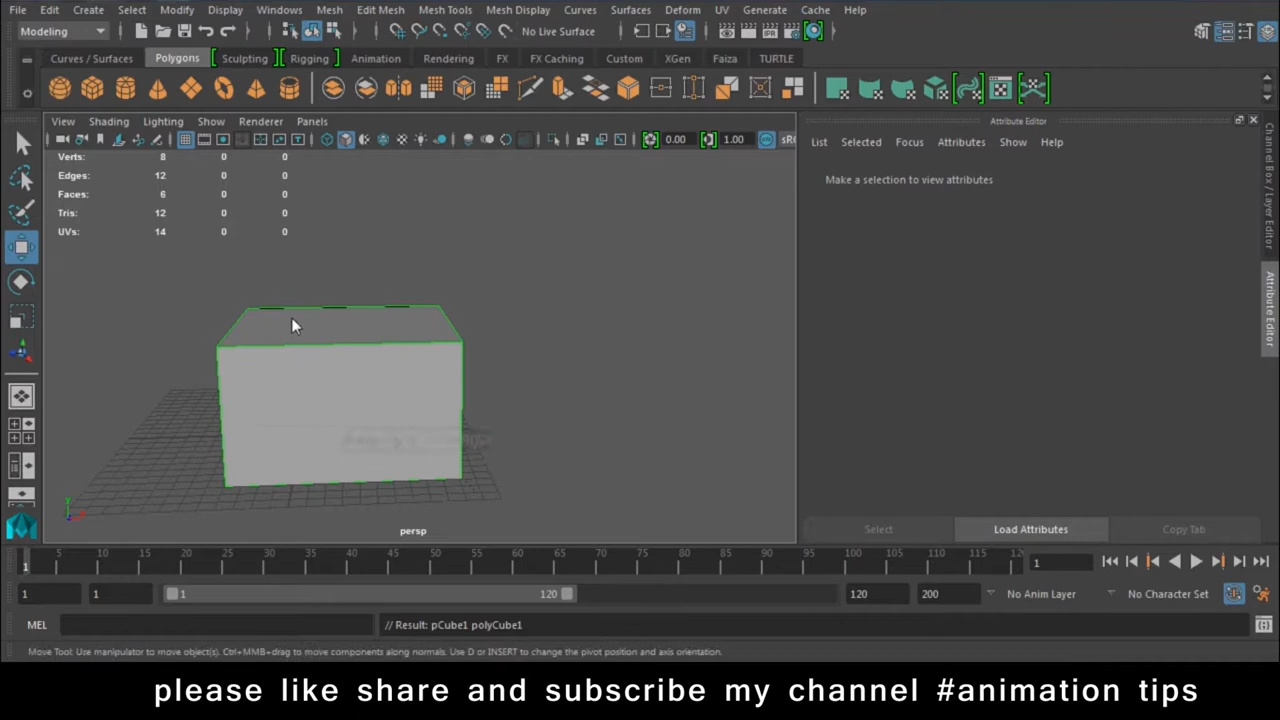 File Edit Create Select Modify Display Windows Mesh Edit Mesh Mesh Tools Mesh Display Curves Surfaces Deform UV Generate Cache Help
Modeling No Live Surface
Curves / Surfaces Polygons Sculpting Rigging Animation Rendering FX FX Caching Custom XGen Faiza TURTLE
View Shading Lighting Show Renderer Panels
0.00 1.00
Verts: 8 0 0
Edges: 12 0 0
Faces: 6 0 0
Tris: 12 0 0
UVs: 14 0 0
persp
Attribute Editor
List Selected Focus Attributes Show Help
Make a selection to view attributes
Select Load Attributes Copy Tab
Channel Box / Layer Editor
Attribute Editor
5 10 15 20 25 30 35 40 45 50 55 60 65 70 75 80 85 90 95 100 105 110 115
1 1
1 1 1 120 120 200 No Anim Layer No Character Set
MEL // Result: pCube1 polyCube1
Move Tool: Use manipulator to move object(s). Ctrl+MMB+drag to move components along normals. Use D or INSERT to change the pivot position and axis orientation.
please like share and subscribe my channel #animation tips